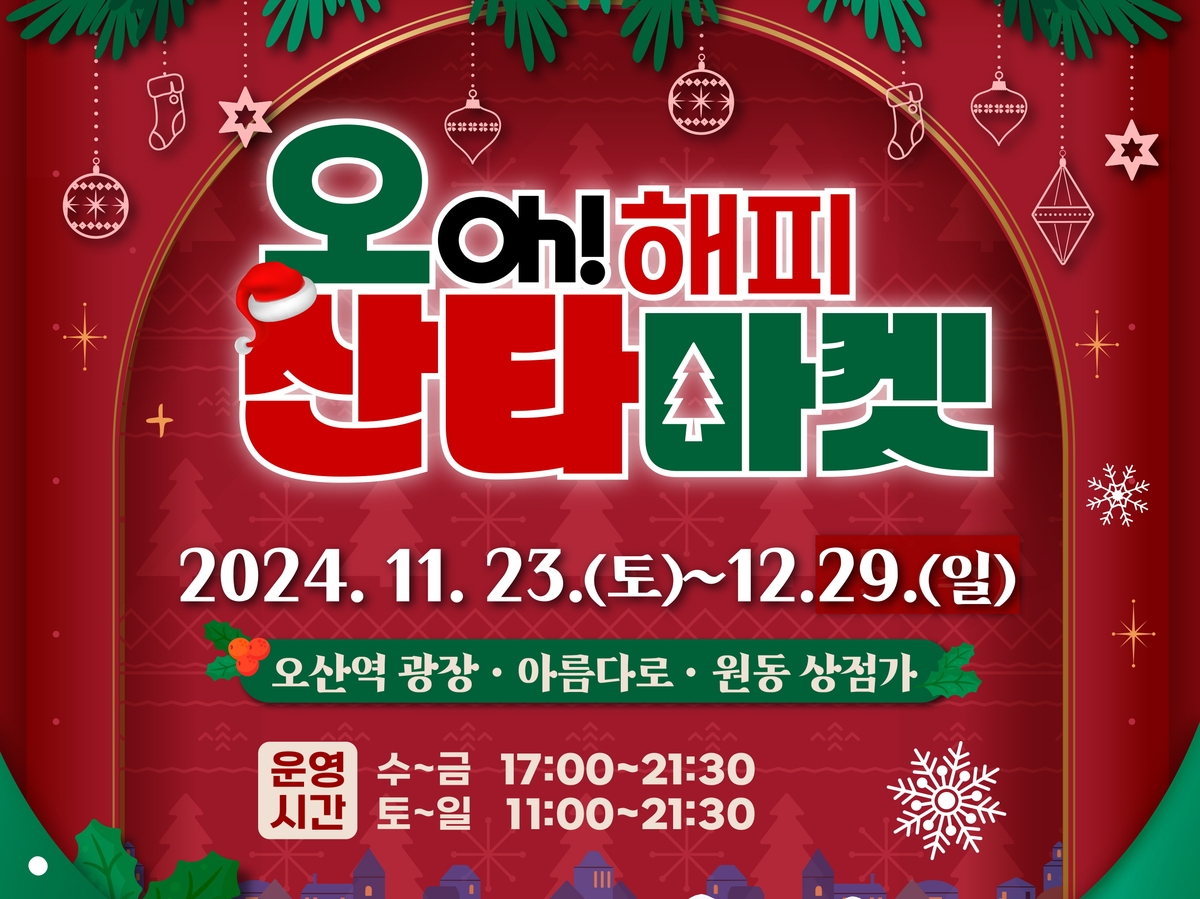 오 Oh! 해피
산타마켓
2024. 11. 23.(토)~12.29.(일)
오산역 광장 · 아름다로 · 원동 상점가
운영 시간
수~금 17:00~21:30
토~일 11:00~21:30